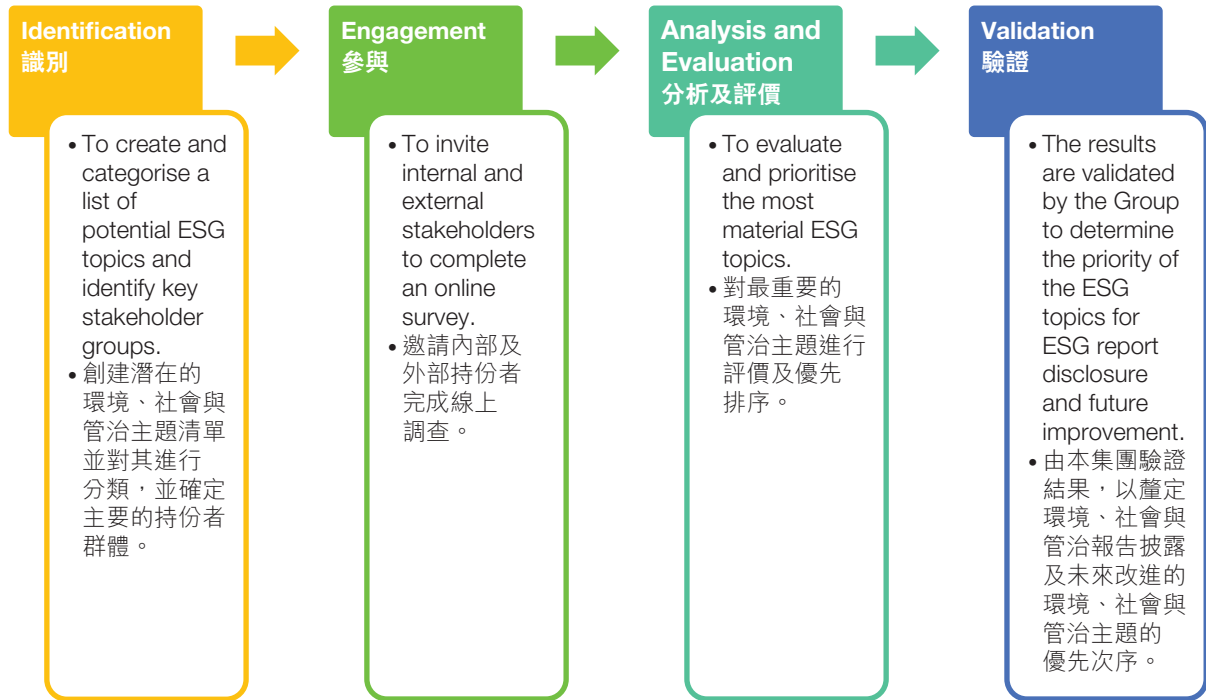 Identification
識別
• To create and
categorise a
list of
potential ESG
topics and
identify key
stakeholder
groups.
• 創建潛在的
環境、社會與
管治主題清單
並對其進行
分類，並確定
主要的持份者
群體。
Engagement
參與
• To invite
internal and
external
stakeholders
to complete
an online
survey.
• 邀請內部及
外部持份者
完成線上
調查。
Analysis and
Evaluation
分析及評價
• To evaluate
and prioritise
the most
material ESG
topics.
• 對最重要的
環境、社會與
管治主題進行
評價及優先
排序。
Validation
驗證
• The results
are validated
by the Group
to determine
the priority of
the ESG
topics for
ESG report
disclosure
and future
improvement.
• 由本集團驗證
結果，以釐定
環境、社會與
管治報告披露
及未來改進的
環境、社會與
管治主題的
優先次序。